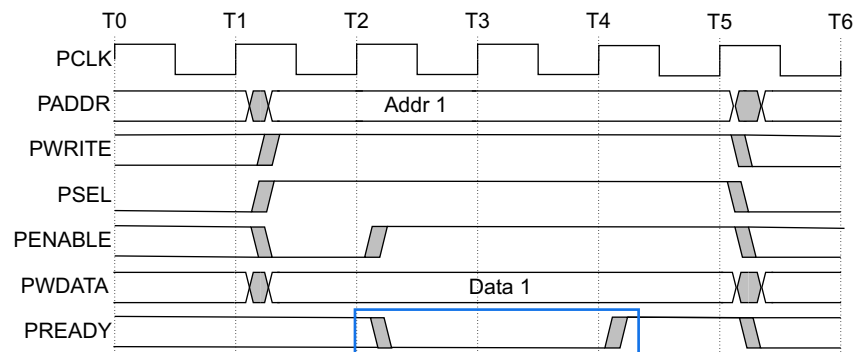 T0 T1 T2 T3 T4 T5 T6
PCLK
PADDR Addr 1
PWRITE
PSEL
PENABLE
PWDATA Data 1
PREADY